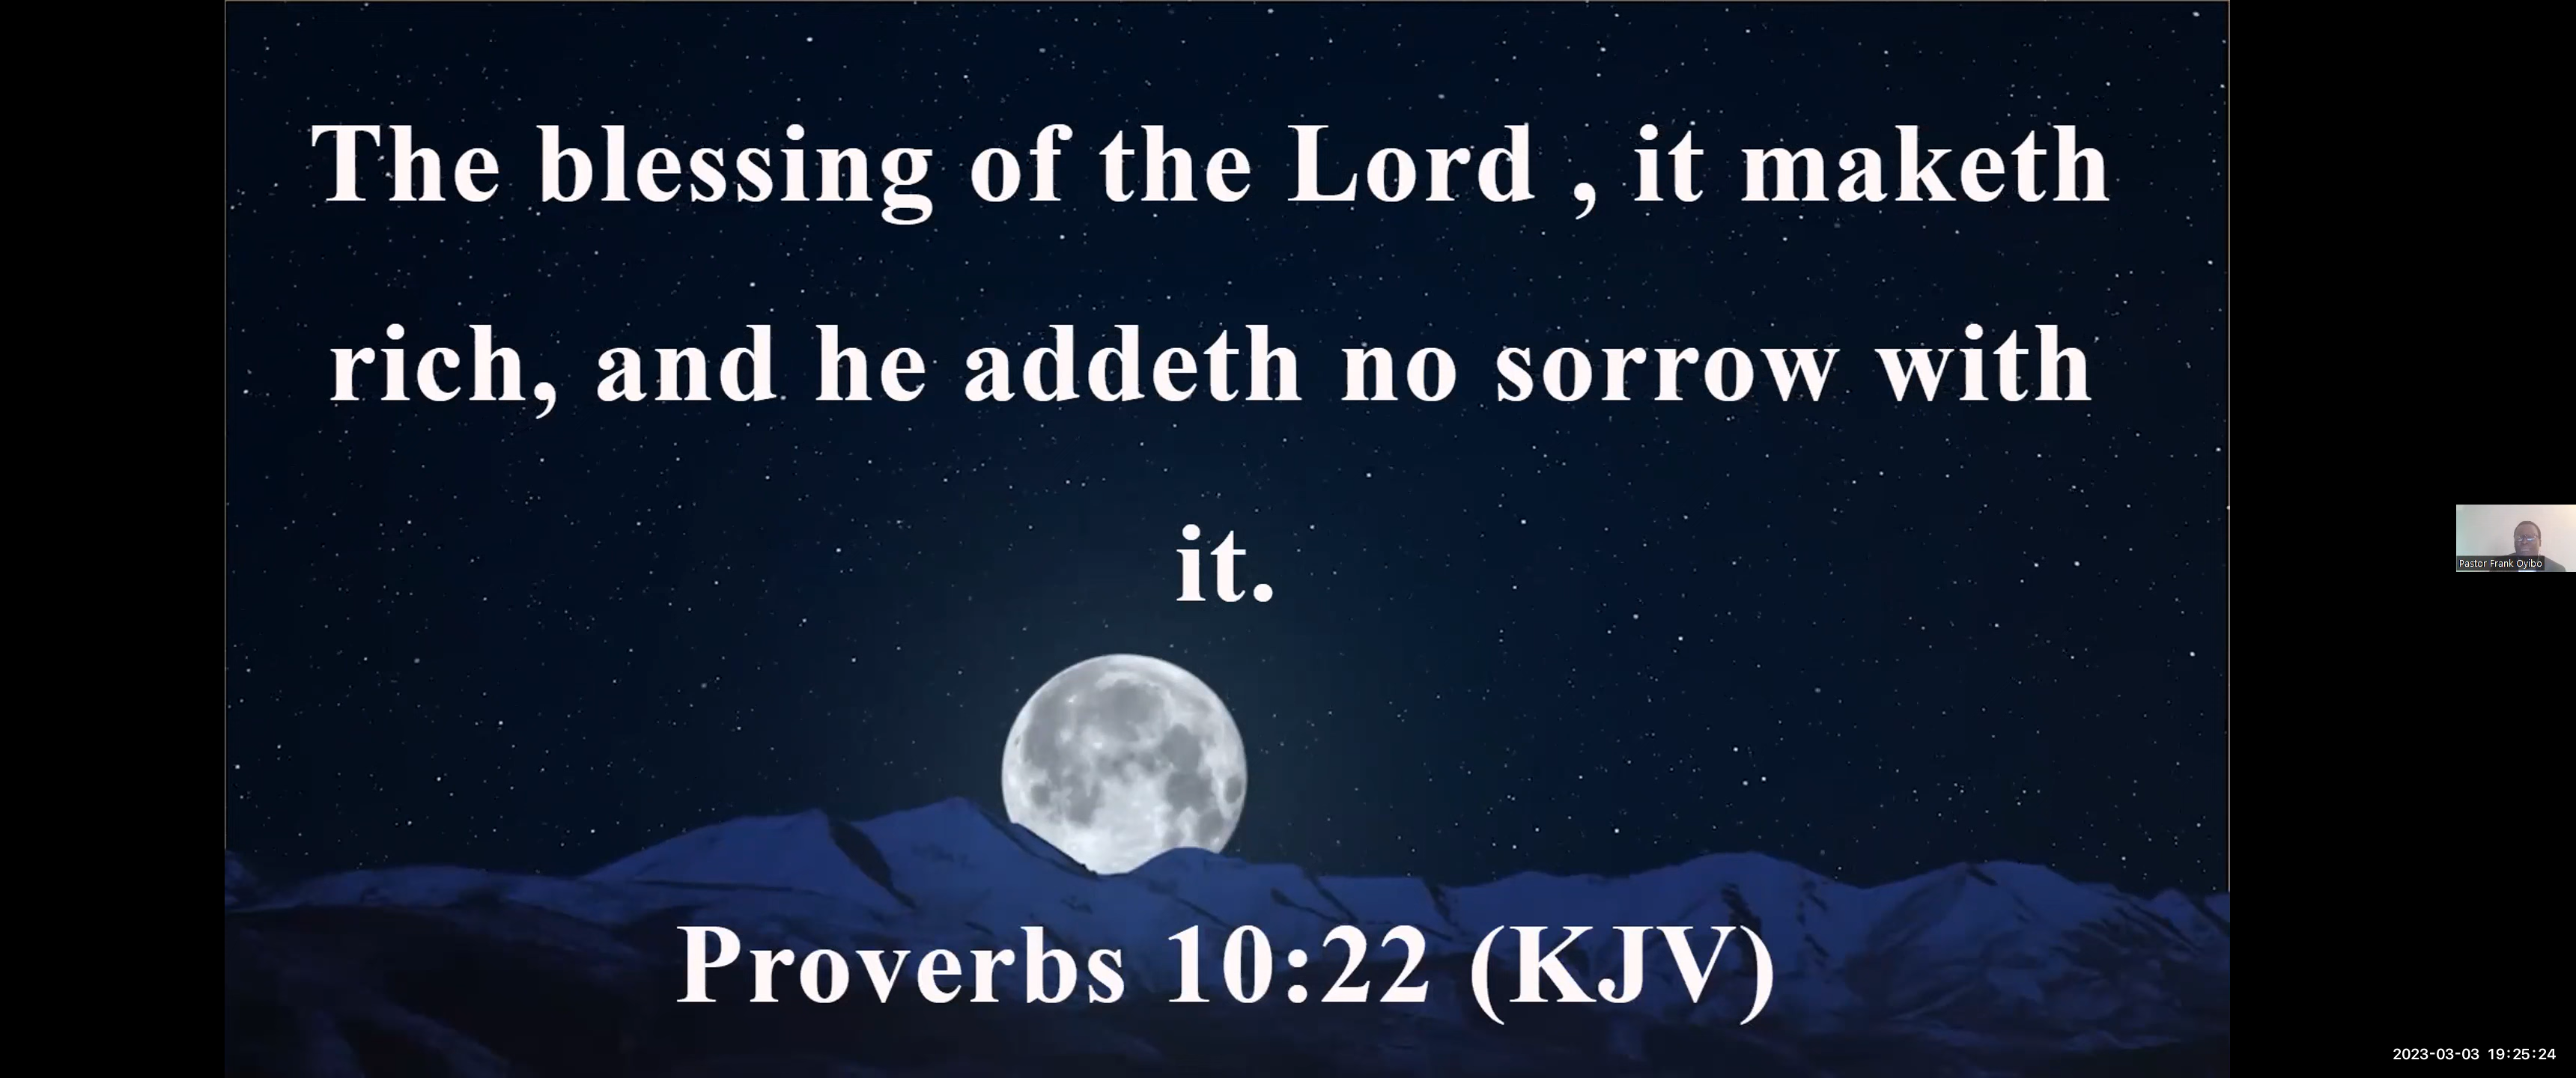 The blessing of the Lord , it maketh
rich, and he addeth no sorrow with
it.
Proverbs 10:22 (KJV)
Pastor Frank Oyibo
2023-03-03 19:25:24